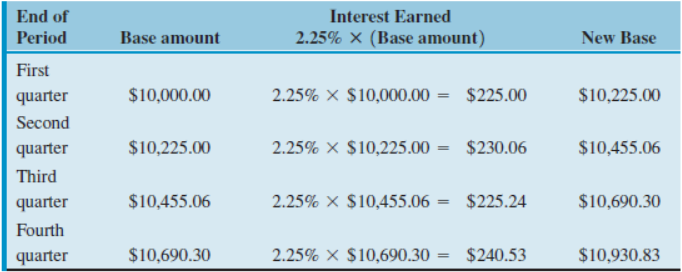 End of Period Base amount Interest Earned 2.25% × (Base amount) New Base
First
quarter $10,000.00 2.25% × $10,000.00 = $225.00 $10,225.00
Second
quarter $10,225.00 2.25% × $10,225.00 = $230.06 $10,455.06
Third
quarter $10,455.06 2.25% × $10,455.06 = $225.24 $10,690.30
Fourth
quarter $10,690.30 2.25% × $10,690.30 = $240.53 $10,930.83